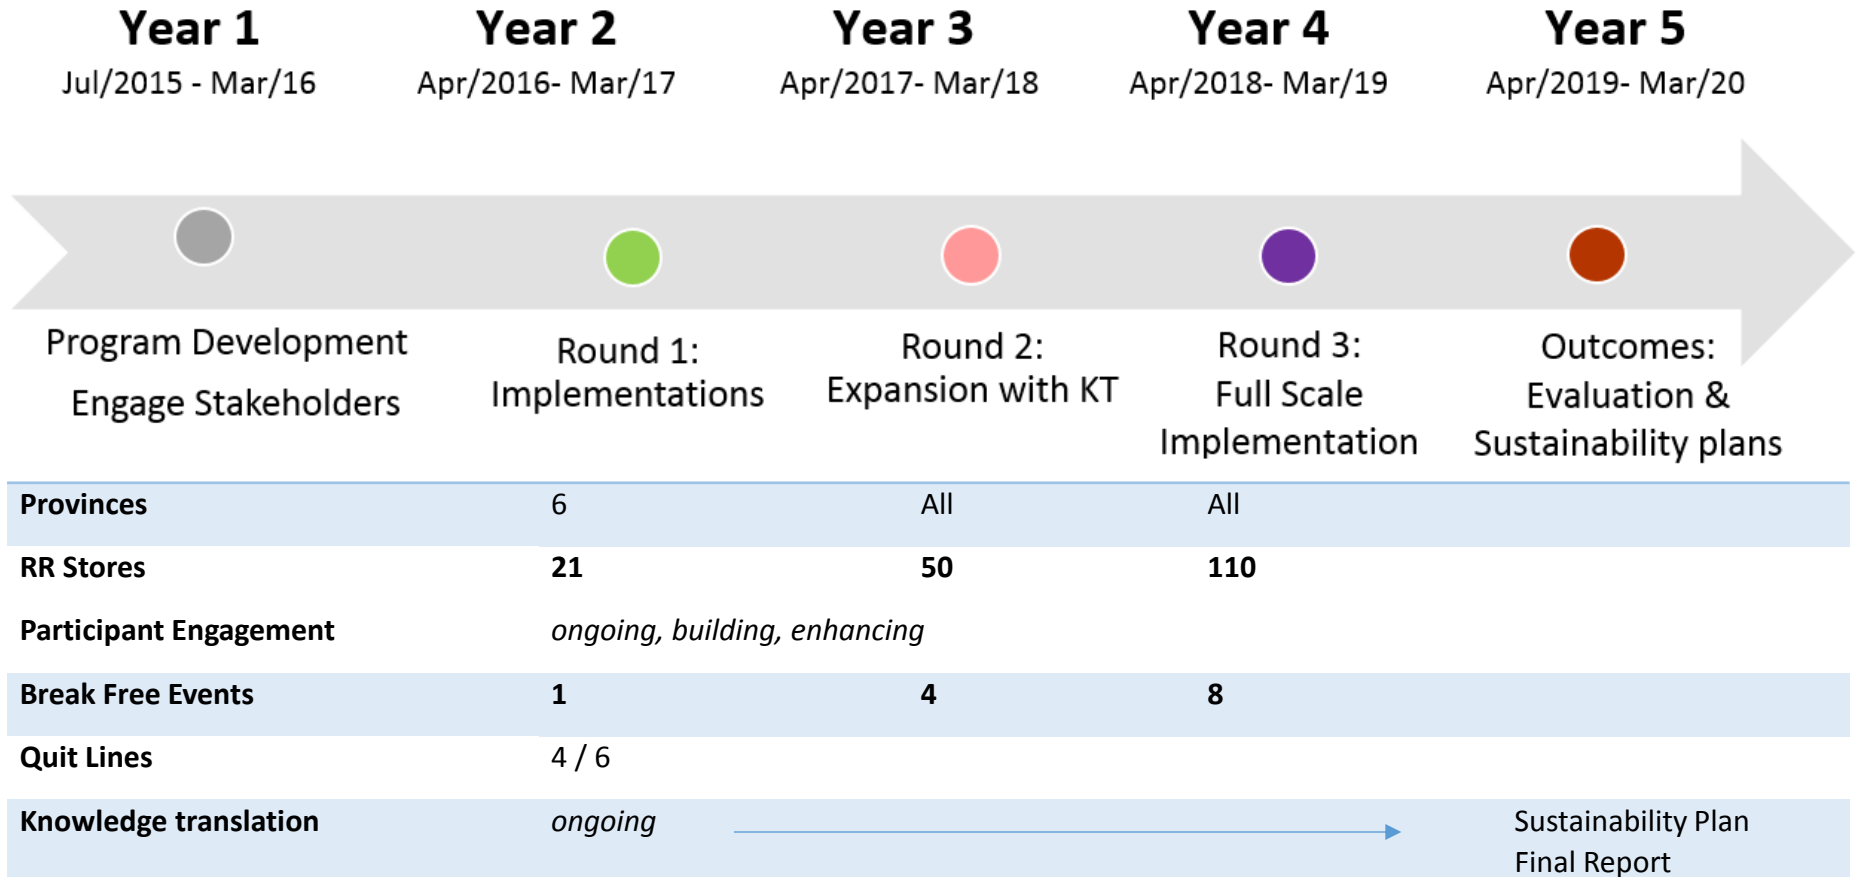 Year 1 Year 2 Year 3 Year 4 Year 5
Jul/2015 - Mar/16 Apr/2016- Mar/17 Apr/2017- Mar/18 Apr/2018- Mar/19 Apr/2019- Mar/20
Program Development
Engage Stakeholders
Round 1:
Implementations
Round 2:
Expansion with KT
Round 3:
Full Scale
Implementation
Outcomes:
Evaluation &
Sustainability plans
Provinces 6 All All
RR Stores 21 50 110
Participant Engagement ongoing, building, enhancing
Break Free Events 1 4 8
Quit Lines 4 / 6
Knowledge translation ongoing Sustainability Plan
Final Report